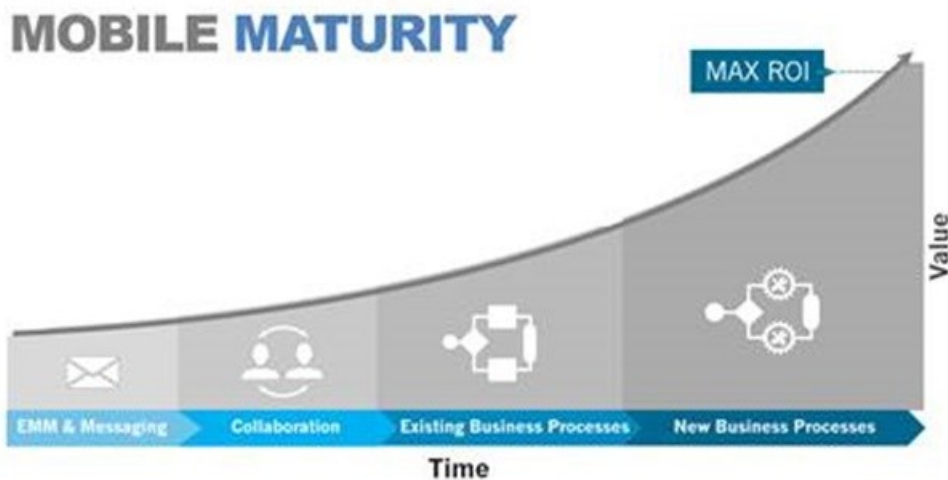 MOBILE MATURITY
MAX ROI
Value
EMM & Messaging
Collaboration
Existing Business Processes
New Business Processes
Time